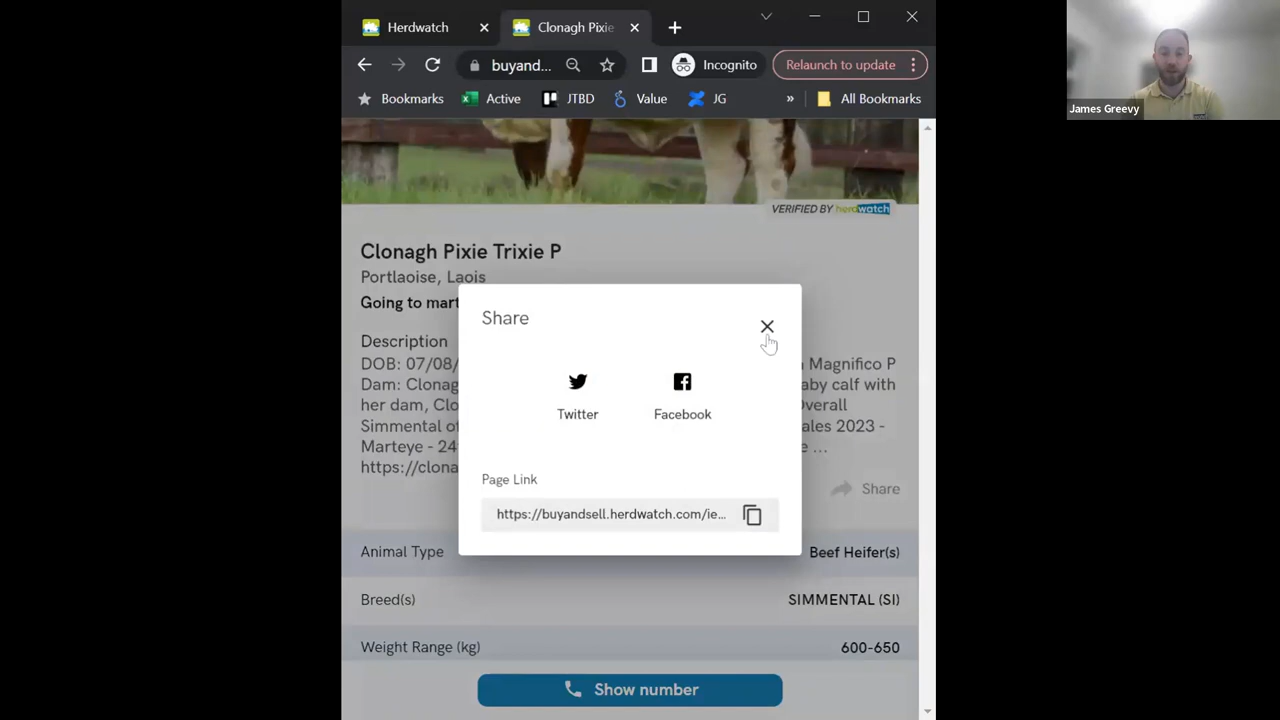 Herdwatch
Clonagh Pixie
buyand...
Incognito
Relaunch to update
Bookmarks
Active
JTBD
Value
JG
»
All Bookmarks
James Greevy
VERIFIED BY herdwatch
Clonagh Pixie Trixie P
Portlaoise, Laois
Going to mart
Description
DOB: 07/08/ Magnifico P
Dam: Clonag aby calf with
her dam, Clo Overall
Simmental of ales 2023 -
Marteye - 24 e ...
https://clona
Share
Twitter
Facebook
Page Link
https://buyandsell.herdwatch.com/ie...
Share
Animal Type
Beef Heifer(s)
Breed(s)
SIMMENTAL (SI)
Weight Range (kg)
600-650
Show number